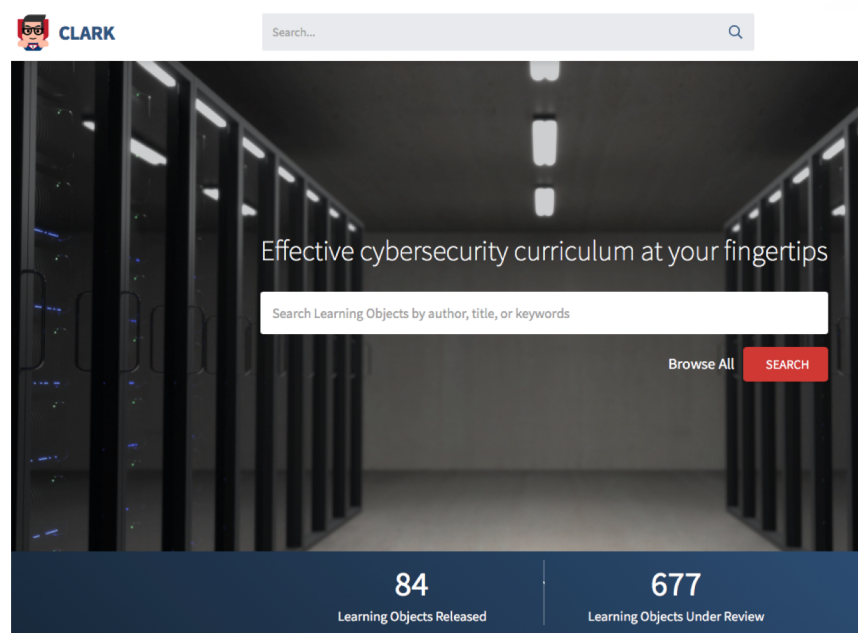 CLARK
Search...
Effective cybersecurity curriculum at your fingertips
Search Learning Objects by author, title, or keywords
Browse All
SEARCH
84
677
Learning Objects Released
Learning Objects Under Review